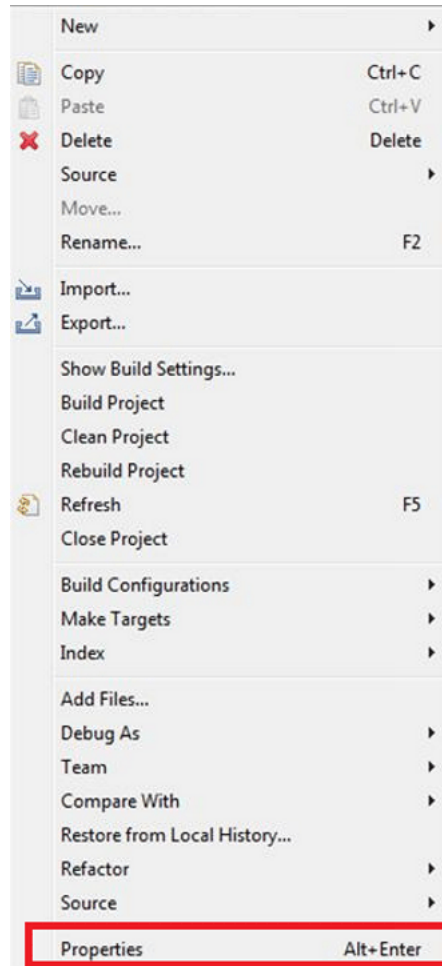 New
Copy Ctrl+C
Paste Ctrl+V
Delete Delete
Source
Move...
Rename... F2
Import...
Export...
Show Build Settings...
Build Project
Clean Project
Rebuild Project
Refresh F5
Close Project
Build Configurations
Make Targets
Index
Add Files...
Debug As
Team
Compare With
Restore from Local History...
Refactor
Source
Properties Alt+Enter